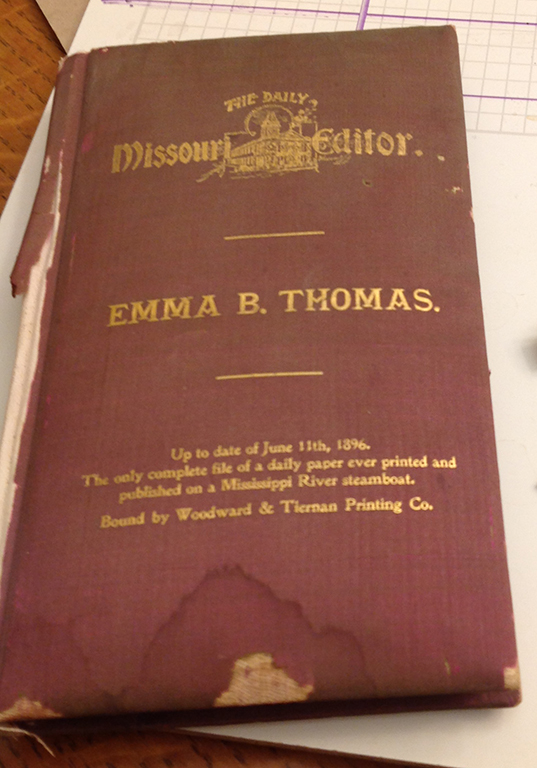 THE DAILY
Missouri Editor.
EMMA B. THOMAS.
Up to date of June 11th, 1896.
The only complete file of a daily paper ever printed and
published on a Mississippi River steamboat.
Bound by Woodward & Tiernan Printing Co.